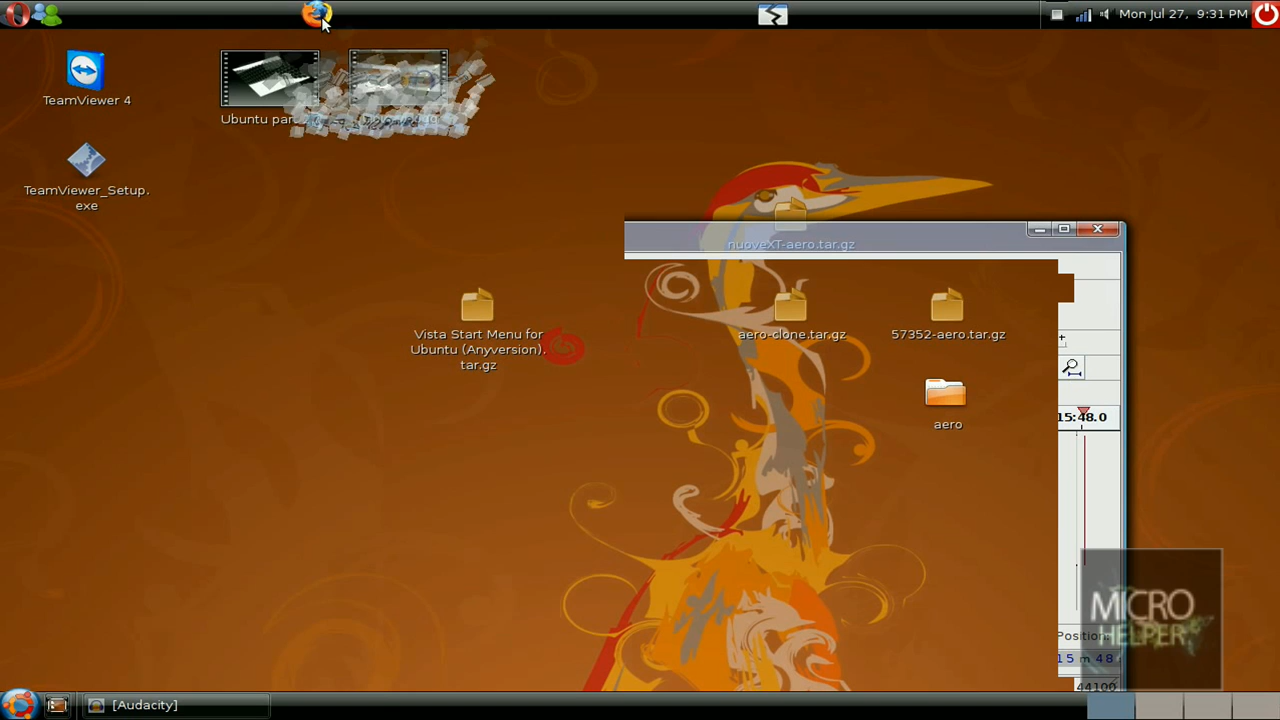 Mon Jul 27, 9:31 PM
TeamViewer 4
Ubuntu par
TeamViewer_Setup.
exe
nuoveXT-aero.tar.gz
Vista Start Menu for
Ubuntu (Anyversion).
tar.gz
aero-clone.tar.gz
57352-aero.tar.gz
aero
15:48.0
MICRO
HELPER
Position:
15 m 48
44100
[Audacity]